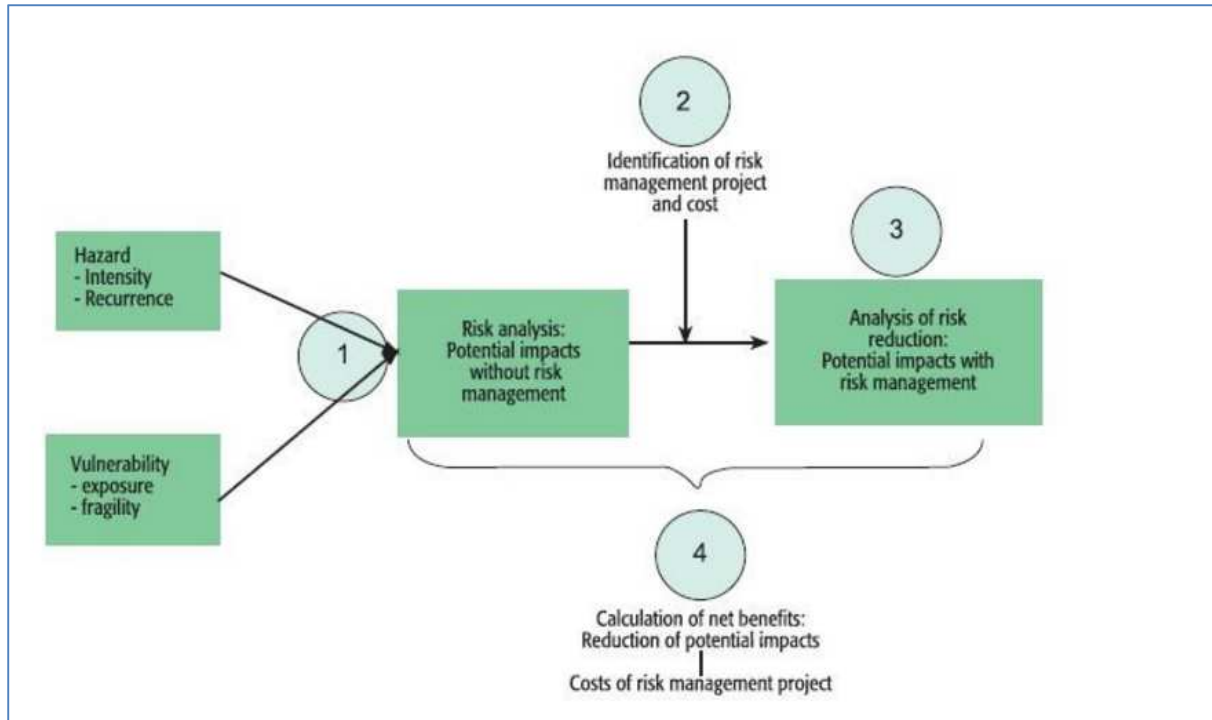 2
Identification of risk
management project
and cost
3
Hazard
- Intensity
- Recurrence
1
Risk analysis:
Potential impacts
without risk
management
Analysis of risk
reduction:
Potential impacts with
risk management
Vulnerability
- exposure
- fragility
4
Calculation of net benefits:
Reduction of potential impacts
Costs of risk management project